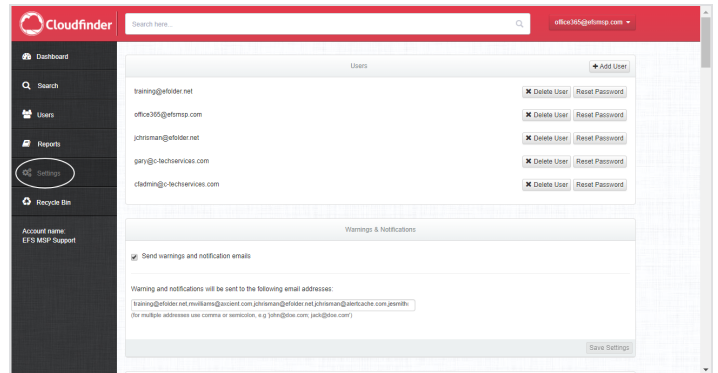 Cloudfinder
Search here...
office365@efsmsp.com
Dashboard
Search
Users
Reports
Settings
Recycle Bin
Account name:
EFS MSP Support
Users
+ Add User
training@efolder.net
✖ Delete User Reset Password
office365@efsmsp.com
✖ Delete User Reset Password
jchrisman@efolder.net
✖ Delete User Reset Password
gary@c-techservices.com
✖ Delete User Reset Password
cfadmin@c-techservices.com
✖ Delete User Reset Password
Warnings & Notifications
Send warnings and notification emails
Warning and notifications will be sent to the following email addresses:
training@efolder.net,mwilliams@axcient.com,jchrisman@efolder.net,jchrisman@alertcache.com,jesmith
(for multiple addresses use comma or semicolon, e.g 'john@doe.com; jack@doe.com')
Save Settings